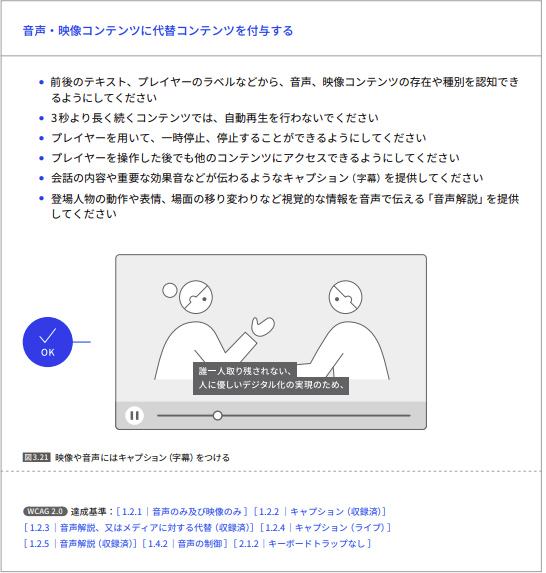 音声・映像コンテンツに代替コンテンツを付与する
● 前後のテキスト、プレイヤーのラベルなどから、音声、映像コンテンツの存在や種別を認知でき
るようにしてください
● 3秒より長く続くコンテンツでは、自動再生を行わないでください
● プレイヤーを用いて、一時停止、停止することができるようにしてください
● プレイヤーを操作した後でも他のコンテンツにアクセスできるようにしてください
● 会話の内容や重要な効果音などが伝わるようなキャプション（字幕）を提供してください
● 登場人物の動作や表情、場面の移り変わりなど視覚的な情報を音声で伝える「音声解説」を提供
してください
OK
誰一人取り残されない、
人に優しいデジタル化の実現のため、
図3.21 映像や音声にはキャプション（字幕）をつける
WCAG 2.0 達成基準：［ 1.2.1｜音声のみ及び映像のみ ］［ 1.2.2｜キャプション（収録済）］
［ 1.2.3｜音声解説、又はメディアに対する代替（収録済）］［ 1.2.4｜キャプション（ライブ）］
［ 1.2.5｜音声解説（収録済）］［ 1.4.2｜音声の制御 ］［ 2.1.2｜キーボードトラップなし ］